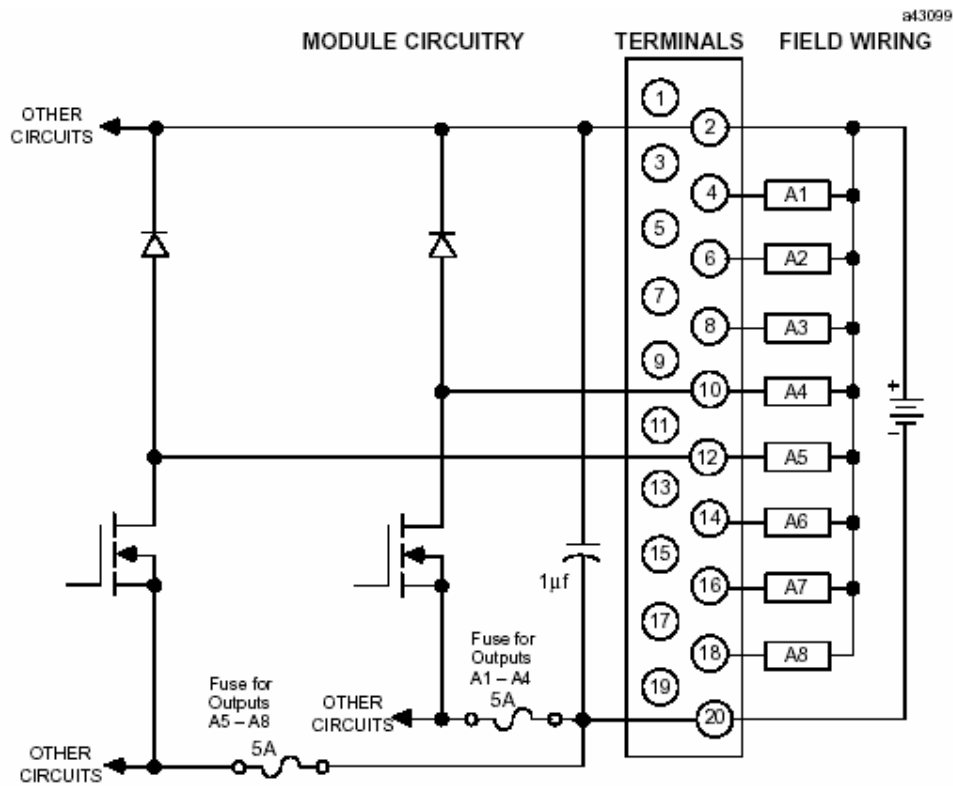 a43099
MODULE CIRCUITRY
TERMINALS
FIELD WIRING
OTHER
CIRCUITS
1
2
3
4
A1
5
6
A2
7
8
A3
9
10
A4
+
−
11
12
A5
13
14
A6
15
1µf
16
A7
17
18
A8
19
20
Fuse for
Outputs
A1 – A4
5A
OTHER
CIRCUITS
Fuse for
Outputs
A5 – A8
5A
OTHER
CIRCUITS